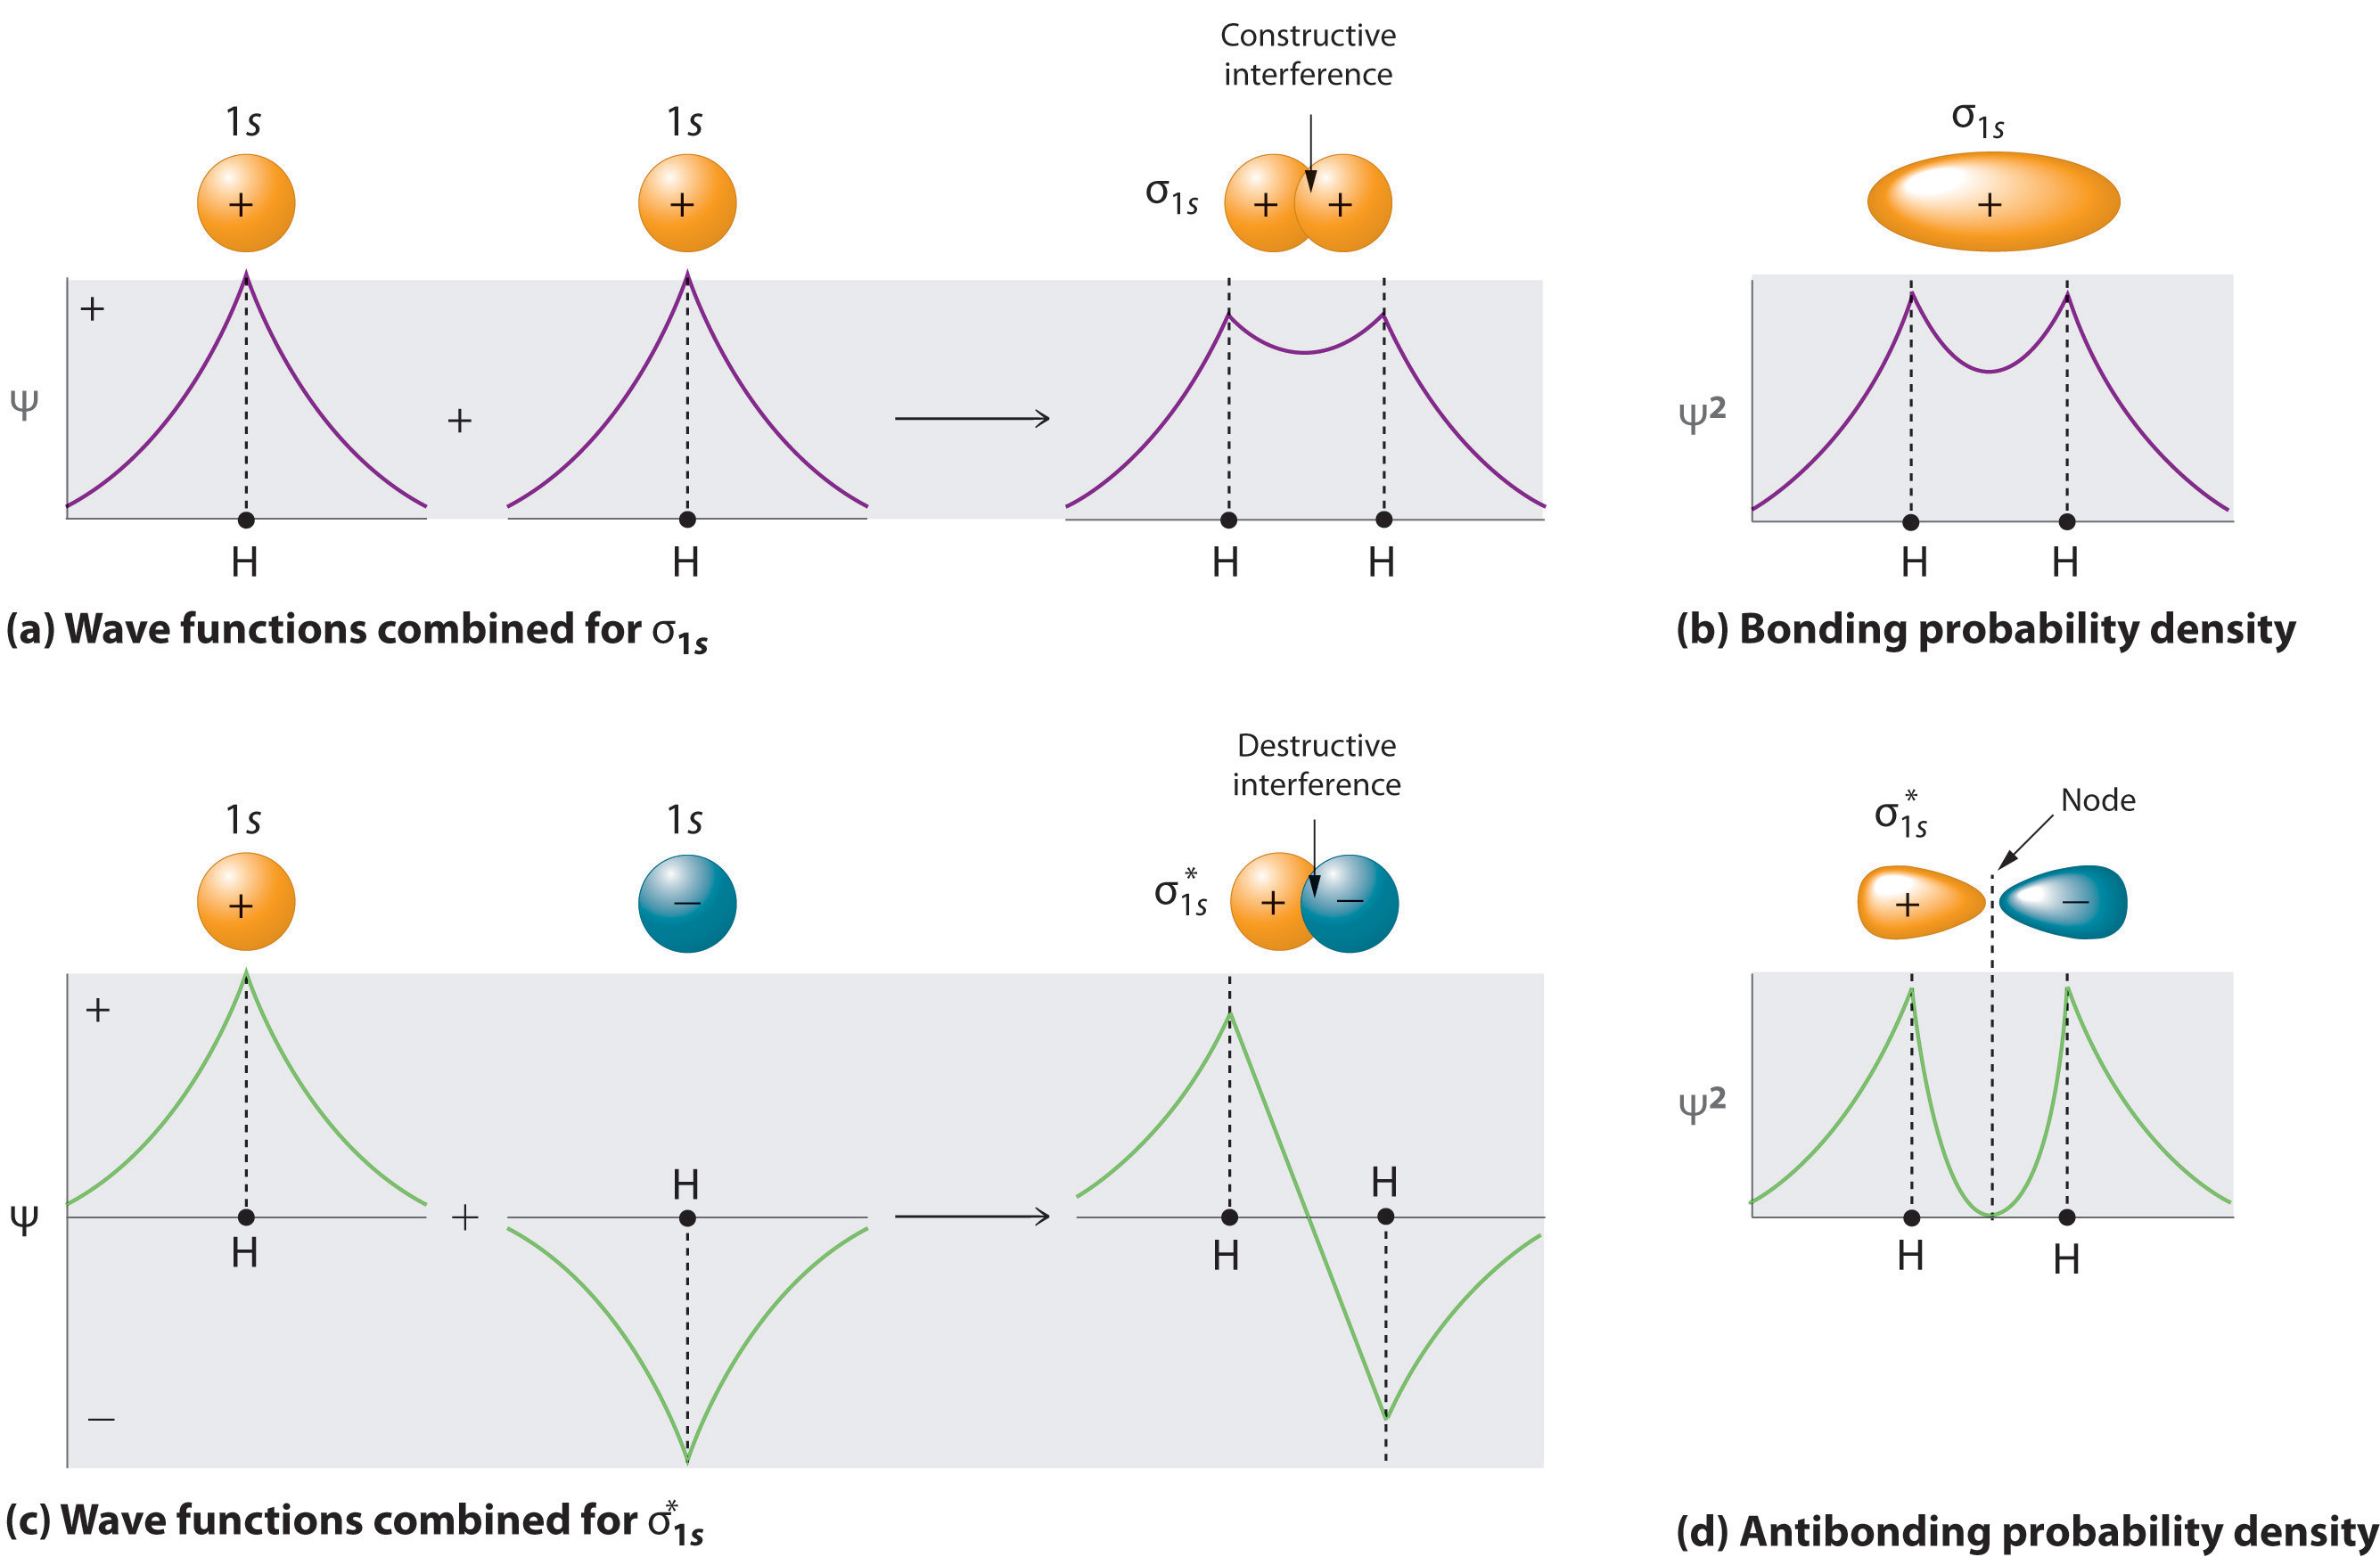 Constructive
interference
1s
1s
σ1s
+
+
+
+
+
Ψ
+
H
H
H
H
(a) Wave functions combined for σ1s
σ1s
+
Ψ2
H
H
(b) Bonding probability density
Destructive
interference
1s
1s
σ*1s
+
−
+
−
+
H
H
Ψ
+
H
H
−
(c) Wave functions combined for σ*1s
σ*1s
Node
+
−
Ψ2
H
H
(d) Antibonding probability density